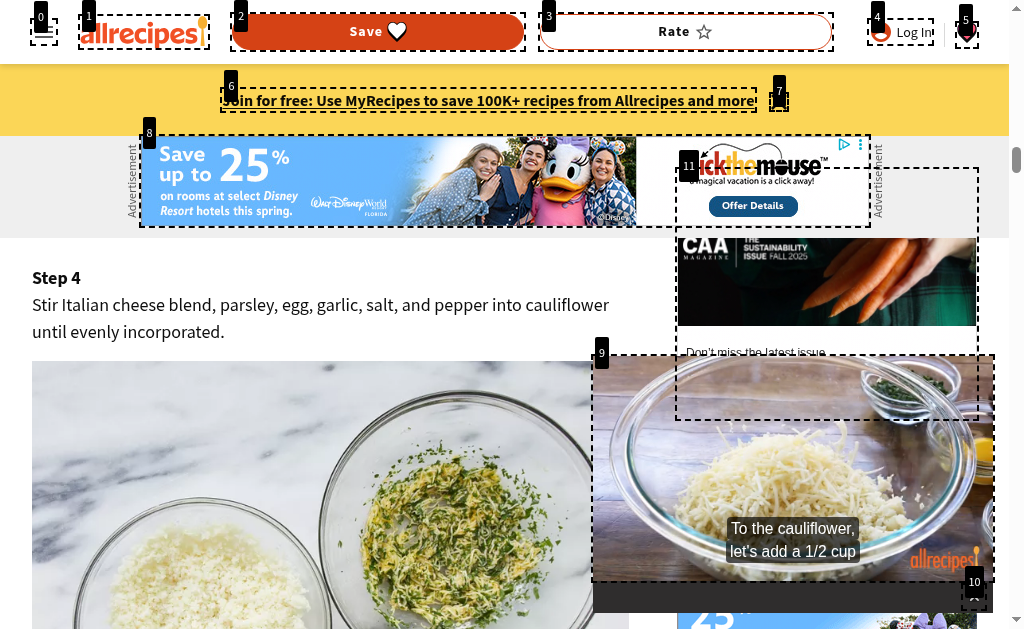 0
1
2
3
4
5
allrecipes
Save
Rate
Log In
6
7
Join for free: Use MyRecipes to save 100K+ recipes from Allrecipes and more
8
Advertisement
Save
up to 25%
on rooms at select Disney
Resort hotels this spring.
WALT DISNEY World
FLORIDA
©Disney
11
a magical vacation is a click away!
Offer Details
Advertisement
CAA
MAGAZINE
THE
SUSTAINABILITY
ISSUE FALL 2025
Step 4
Stir Italian cheese blend, parsley, egg, garlic, salt, and pepper into cauliflower
until evenly incorporated.
Don't miss the latest issue
9
To the cauliflower,
let's add a 1/2 cup
allrecipes
10
25